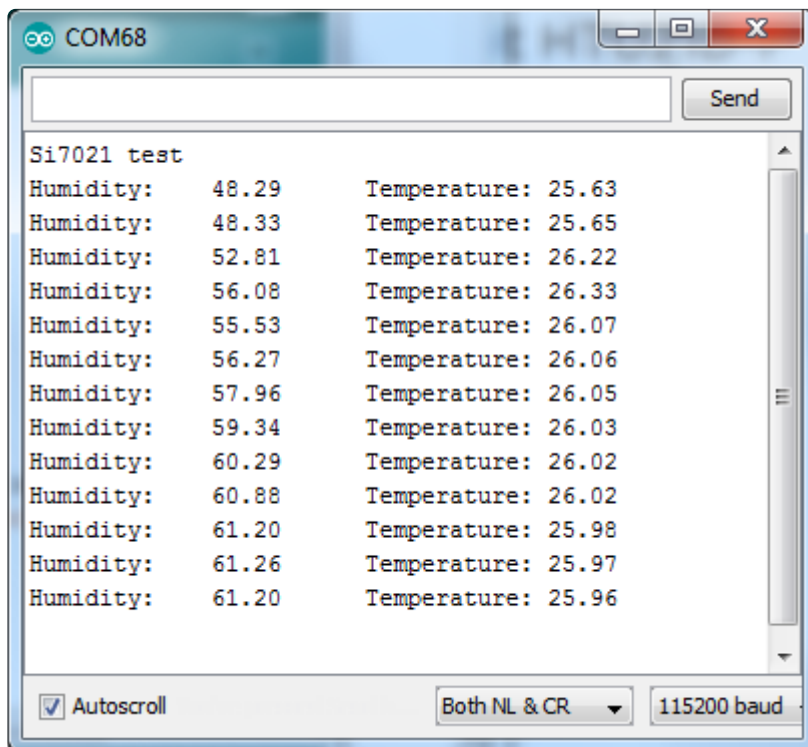 COM68
Send
Si7021 test
Humidity: 48.29 Temperature: 25.63
Humidity: 48.33 Temperature: 25.65
Humidity: 52.81 Temperature: 26.22
Humidity: 56.08 Temperature: 26.33
Humidity: 55.53 Temperature: 26.07
Humidity: 56.27 Temperature: 26.06
Humidity: 57.96 Temperature: 26.05
Humidity: 59.34 Temperature: 26.03
Humidity: 60.29 Temperature: 26.02
Humidity: 60.88 Temperature: 26.02
Humidity: 61.20 Temperature: 25.98
Humidity: 61.26 Temperature: 25.97
Humidity: 61.20 Temperature: 25.96
Autoscroll Both NL & CR 115200 baud